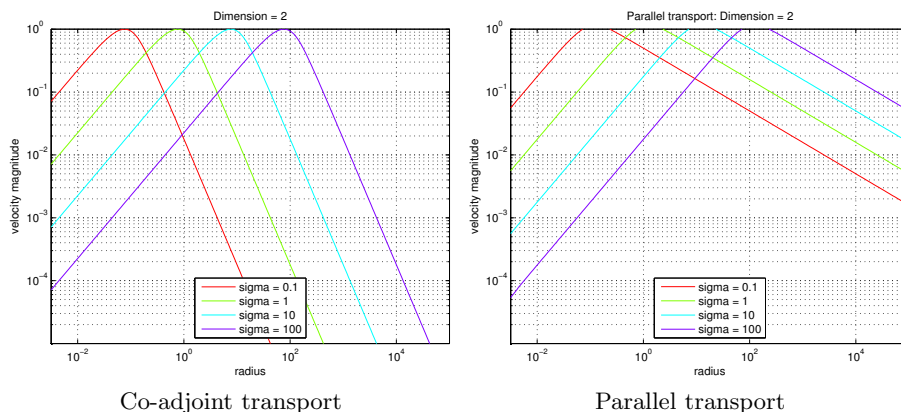 Dimension = 2
10^0
10^−1
10^−2
10^−3
10^−4
velocity magnitude
10^−2
10^0
10^2
10^4
radius
sigma = 0.1
sigma = 1
sigma = 10
sigma = 100
Co-adjoint transport
Parallel transport: Dimension = 2
10^0
10^−1
10^−2
10^−3
10^−4
velocity magnitude
10^−2
10^0
10^2
10^4
radius
sigma = 0.1
sigma = 1
sigma = 10
sigma = 100
Parallel transport